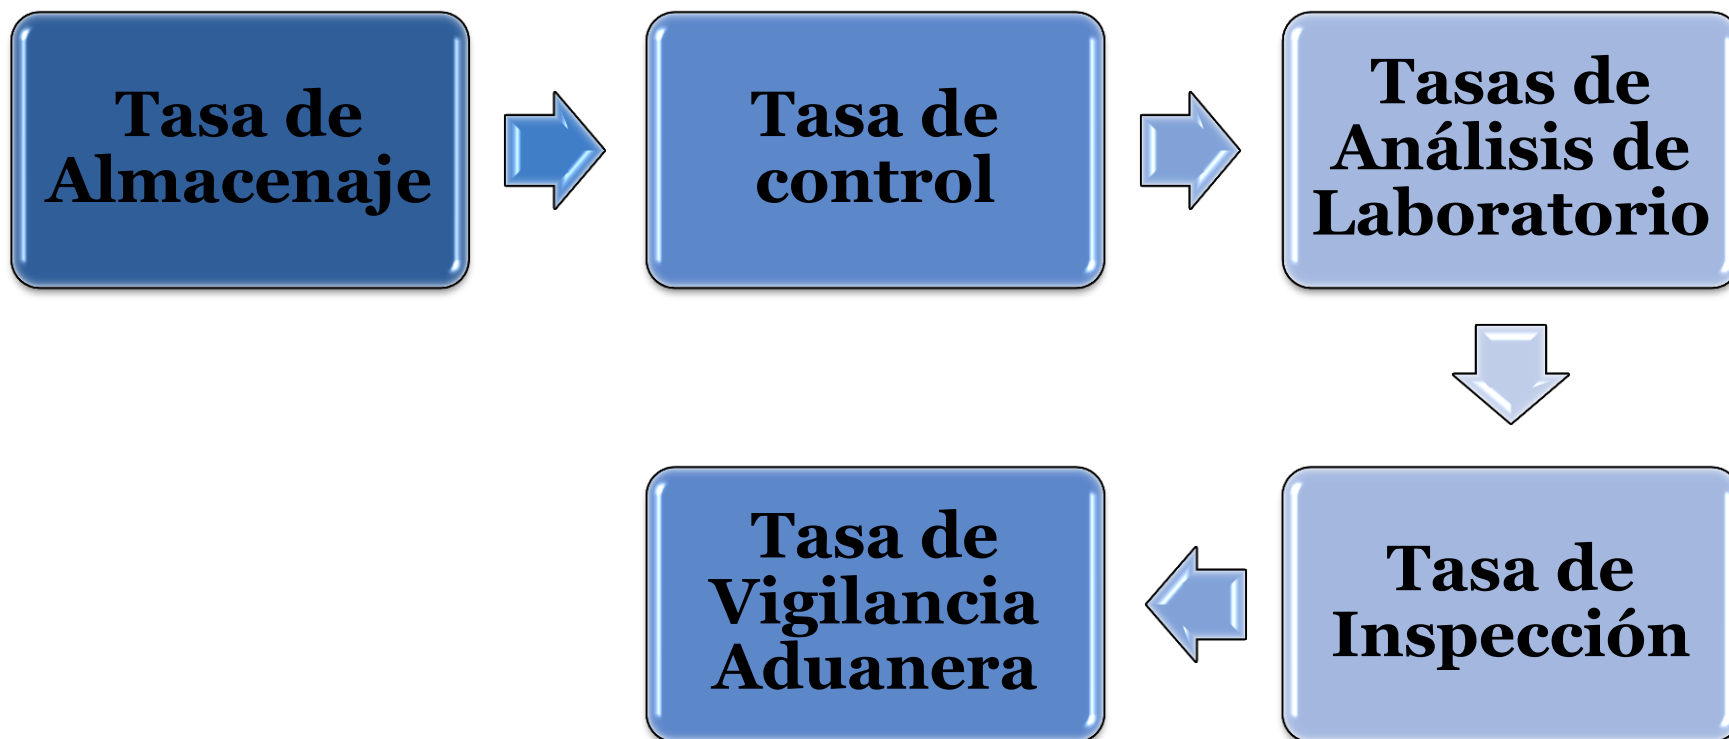 Tasa de
Almacenaje
Tasa de
control
Tasas de
Análisis de
Laboratorio
Tasa de
Inspección
Tasa de
Vigilancia
Aduanera